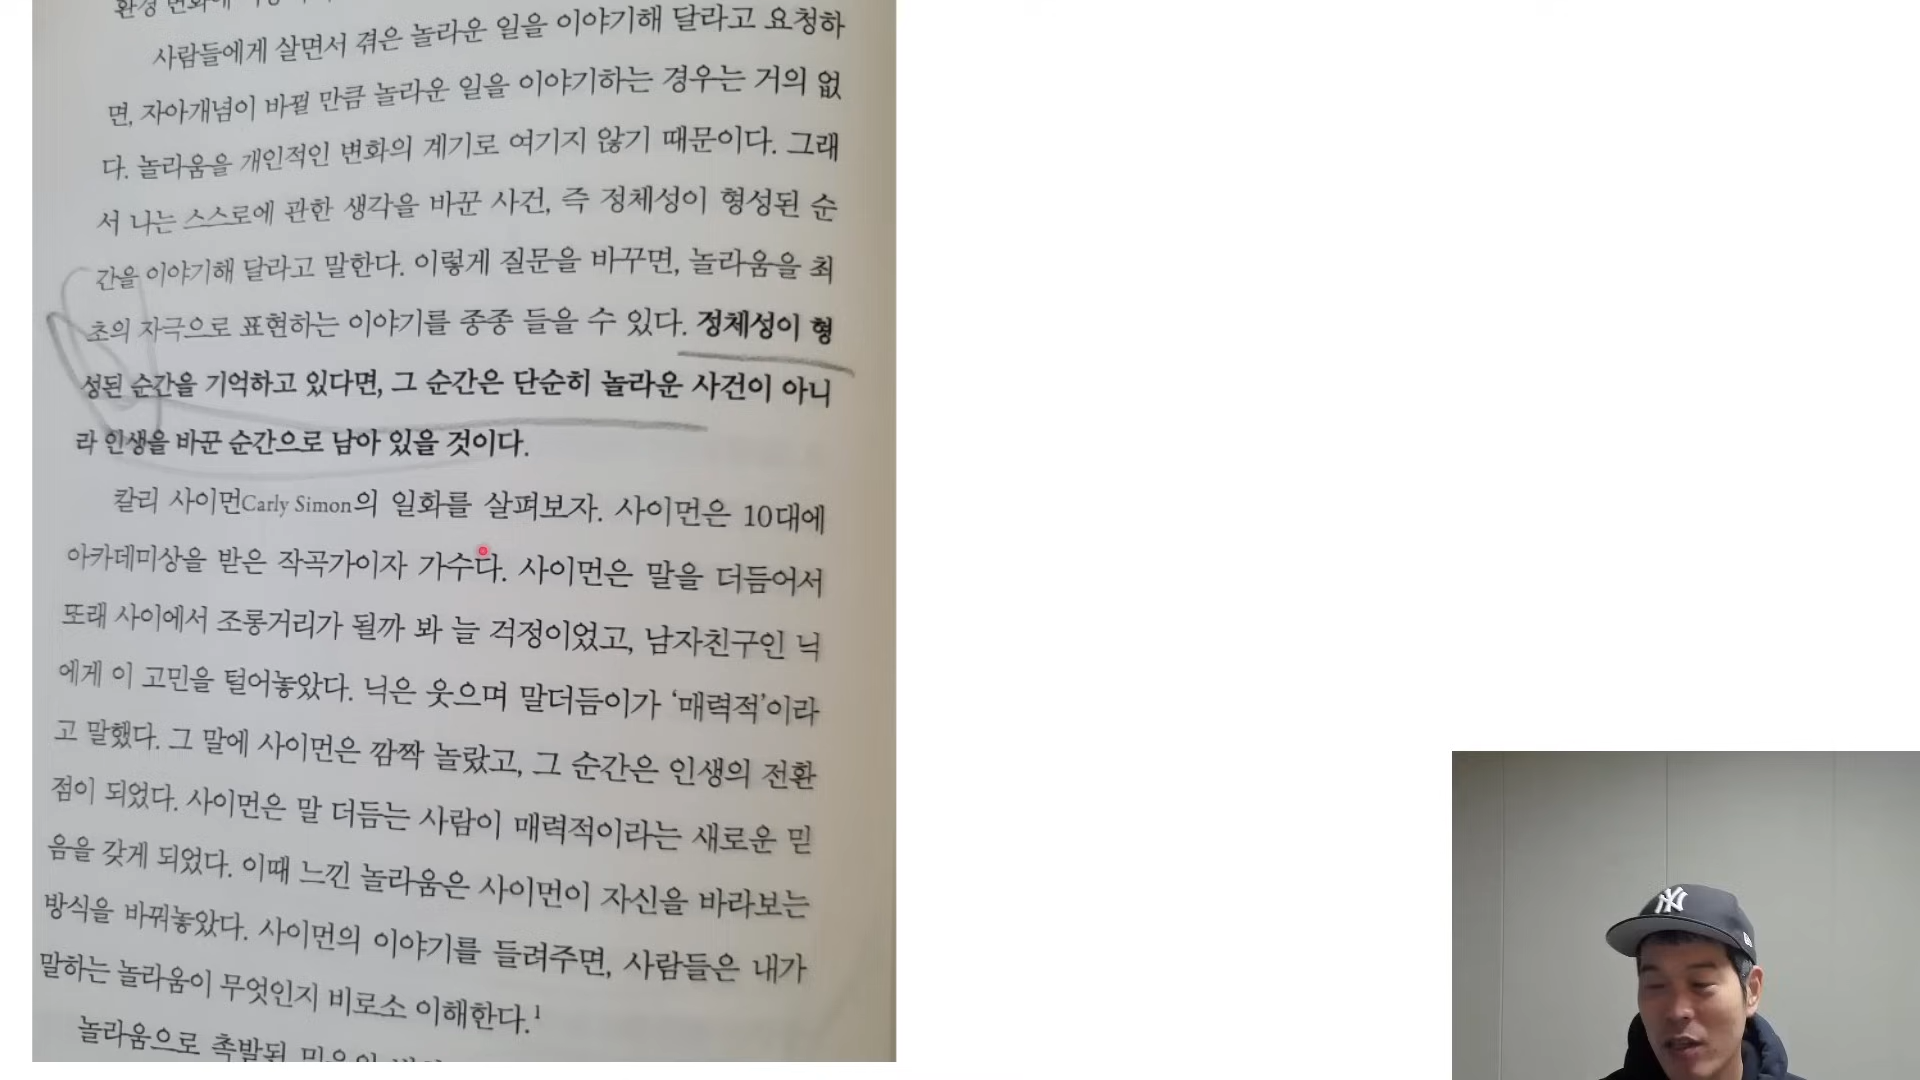 환경 변화에
사람들에게 살면서 겪은 놀라운 일을 이야기해 달라고 요청하
면, 자아개념이 바뀔 만큼 놀라운 일을 이야기하는 경우는 거의 없
다. 놀라움을 개인적인 변화의 계기로 여기지 않기 때문이다. 그래
서 나는 스스로에 관한 생각을 바꾼 사건, 즉 정체성이 형성된 순
간을 이야기해 달라고 말한다. 이렇게 질문을 바꾸면, 놀라움을 최
초의 자극으로 표현하는 이야기를 종종 들을 수 있다. 정체성이 형
성된 순간을 기억하고 있다면, 그 순간은 단순히 놀라운 사건이 아니
라 인생을 바꾼 순간으로 남아 있을 것이다.
칼리 사이먼Carly Simon의 일화를 살펴보자. 사이먼은 10대에
아카데미상을 받은 작곡가이자 가수다. 사이먼은 말을 더듬어서
또래 사이에서 조롱거리가 될까 봐 늘 걱정이었고, 남자친구인 닉
에게 이 고민을 털어놓았다. 닉은 웃으며 말더듬이가 ‘매력적’이라
고 말했다. 그 말에 사이먼은 깜짝 놀랐고, 그 순간은 인생의 전환
점이 되었다. 사이먼은 말 더듬는 사람이 매력적이라는 새로운 믿
음을 갖게 되었다. 이때 느낀 놀라움은 사이먼이 자신을 바라보는
방식을 바꿔놓았다. 사이먼의 이야기를 들려주면, 사람들은 내가
말하는 놀라움이 무엇인지 비로소 이해한다.1
놀라움으로 촉발된
NY